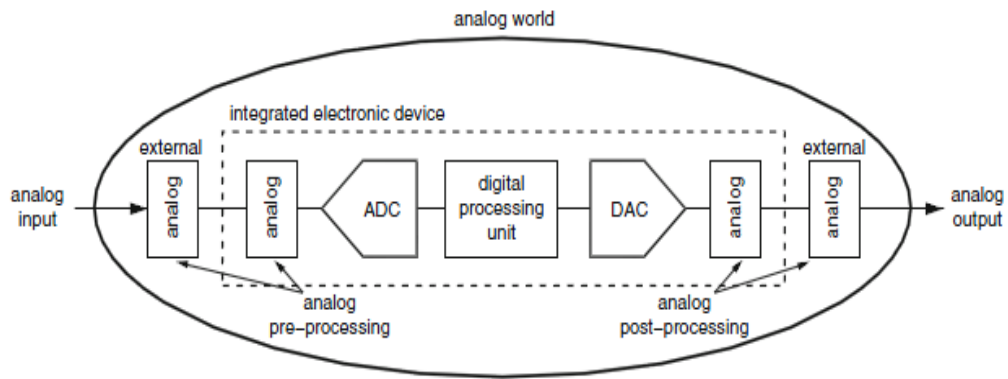 analog world
integrated electronic device
external
external
analog
input
analog
analog
ADC
digital
processing
unit
DAC
analog
analog
analog
output
analog
pre-processing
analog
post-processing